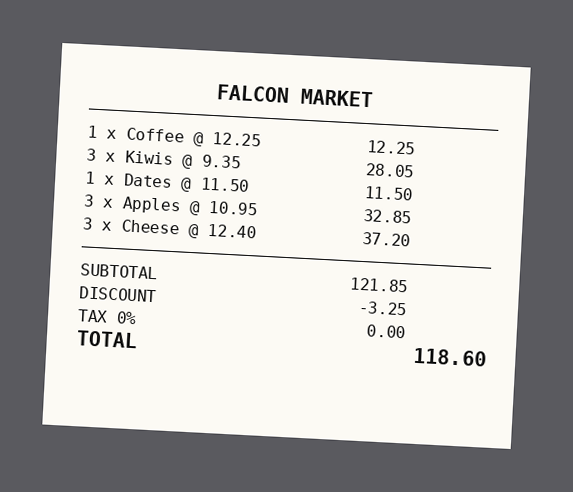 FALCON MARKET
1 x Coffee @ 12.25 12.25
3 x Kiwis @ 9.35 28.05
1 x Dates @ 11.50 11.50
3 x Apples @ 10.95 32.85
3 x Cheese @ 12.40 37.20
SUBTOTAL 121.85
DISCOUNT -3.25
TAX 0% 0.00
TOTAL 118.60